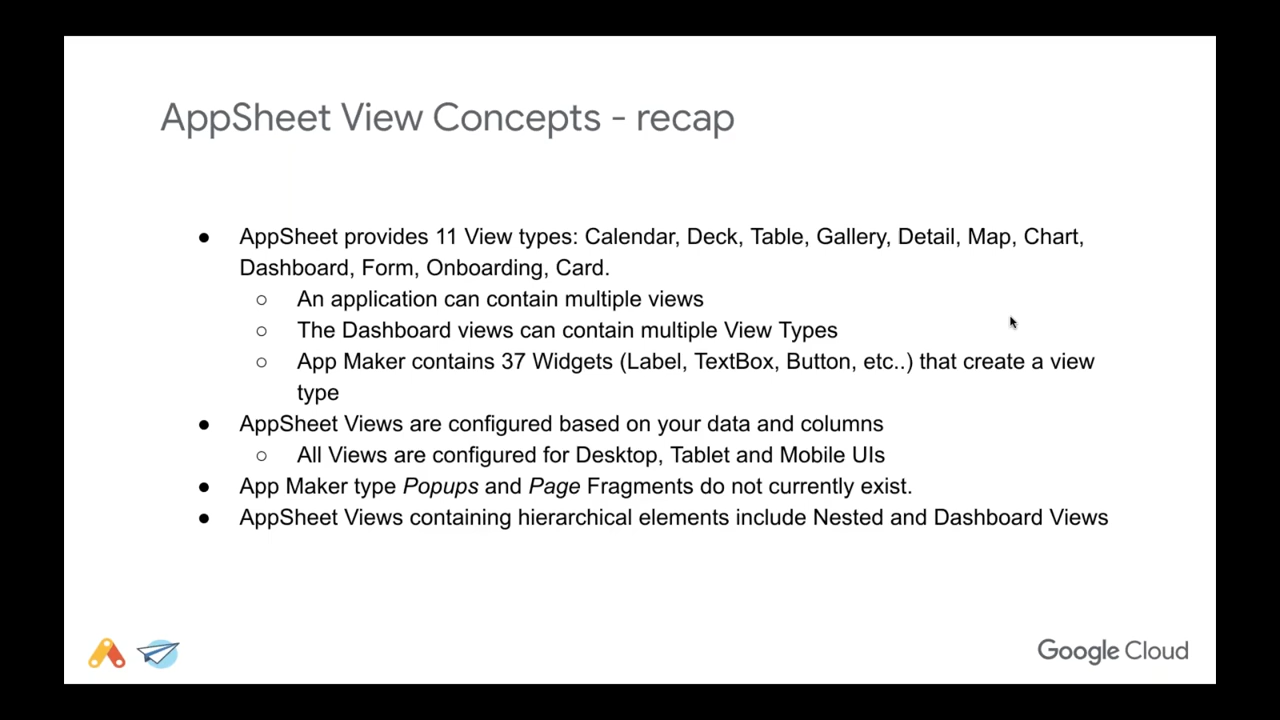 AppSheet View Concepts - recap
● AppSheet provides 11 View types: Calendar, Deck, Table, Gallery, Detail, Map, Chart,
Dashboard, Form, Onboarding, Card.
○ An application can contain multiple views
○ The Dashboard views can contain multiple View Types
○ App Maker contains 37 Widgets (Label, TextBox, Button, etc..) that create a view
type
● AppSheet Views are configured based on your data and columns
○ All Views are configured for Desktop, Tablet and Mobile UIs
● App Maker type Popups and Page Fragments do not currently exist.
● AppSheet Views containing hierarchical elements include Nested and Dashboard Views
Google Cloud